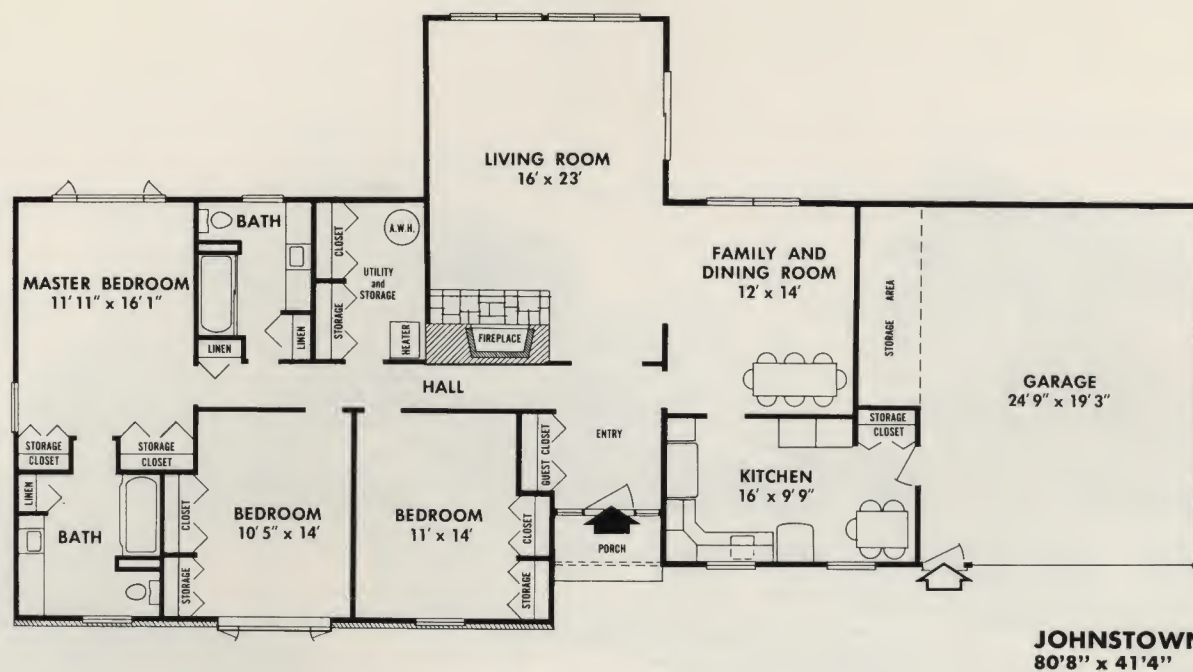 LIVING ROOM
16' x 23'
BATH
CLOSET
A.W.H.
UTILITY
and
STORAGE
STORAGE
HEATER
FIREPLACE
MASTER BEDROOM
11' 11" x 16' 1"
LINEN
LINEN
FAMILY AND
DINING ROOM
12' x 14'
STORAGE AREA
GARAGE
24' 9" x 19' 3"
HALL
STORAGE
CLOSET
STORAGE
CLOSET
LINEN
BATH
CLOSET
STORAGE
BEDROOM
10' 5" x 14'
BEDROOM
11' x 14'
GUEST CLOSET
ENTRY
CLOSET
STORAGE
PORCH
KITCHEN
16' x 9' 9"
STORAGE
CLOSET
JOHNSTOWN
80'8" x 41'4"